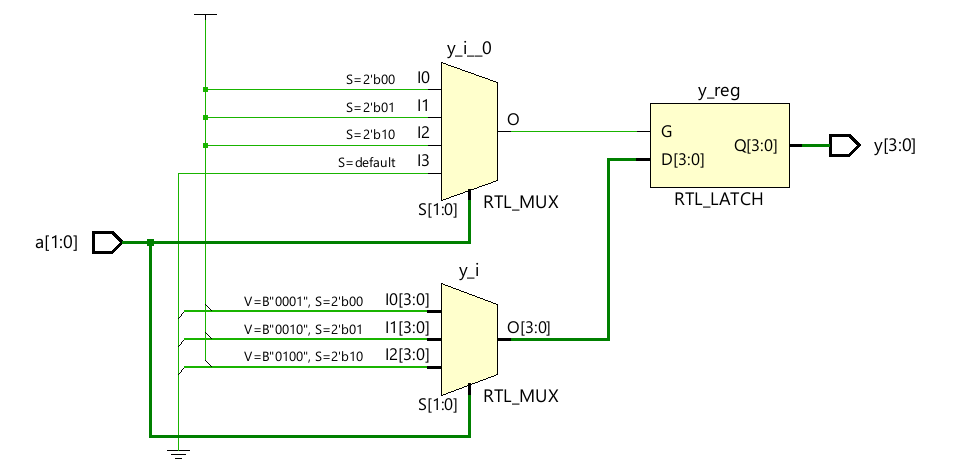 y_i__0
S=2'b00 I0
S=2'b01 I1
S=2'b10 I2
S=default I3
O
S[1:0]
RTL_MUX
y_reg
G
D[3:0]
Q[3:0]
RTL_LATCH
y[3:0]
a[1:0]
y_i
V=B"0001", S=2'b00 I0[3:0]
V=B"0010", S=2'b01 I1[3:0]
V=B"0100", S=2'b10 I2[3:0]
O[3:0]
S[1:0]
RTL_MUX